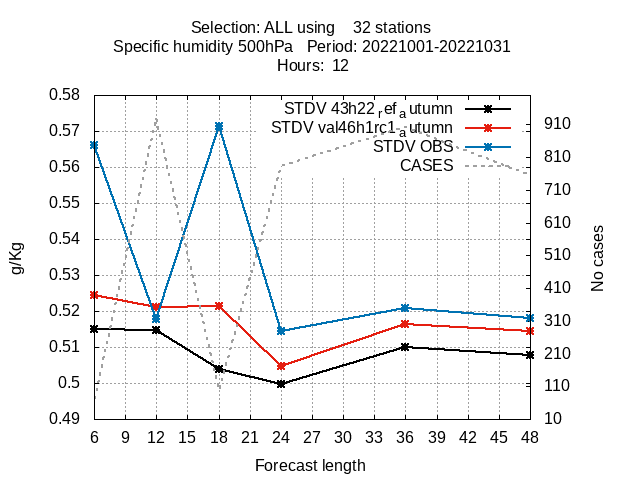 Selection: ALL using    32 stations
Specific humidity 500hPa   Period: 20221001-20221031
Hours:  12
STDV 43h22refautumn
STDV val46h1rc1autumn
STDV OBS
CASES
0.58
0.57
0.56
0.55
0.54
0.53
0.52
0.51
0.5
0.49
g/Kg
910
810
710
610
510
410
310
210
110
10
No cases
6 9 12 15 18 21 24 27 30 33 36 39 42 45 48
Forecast length